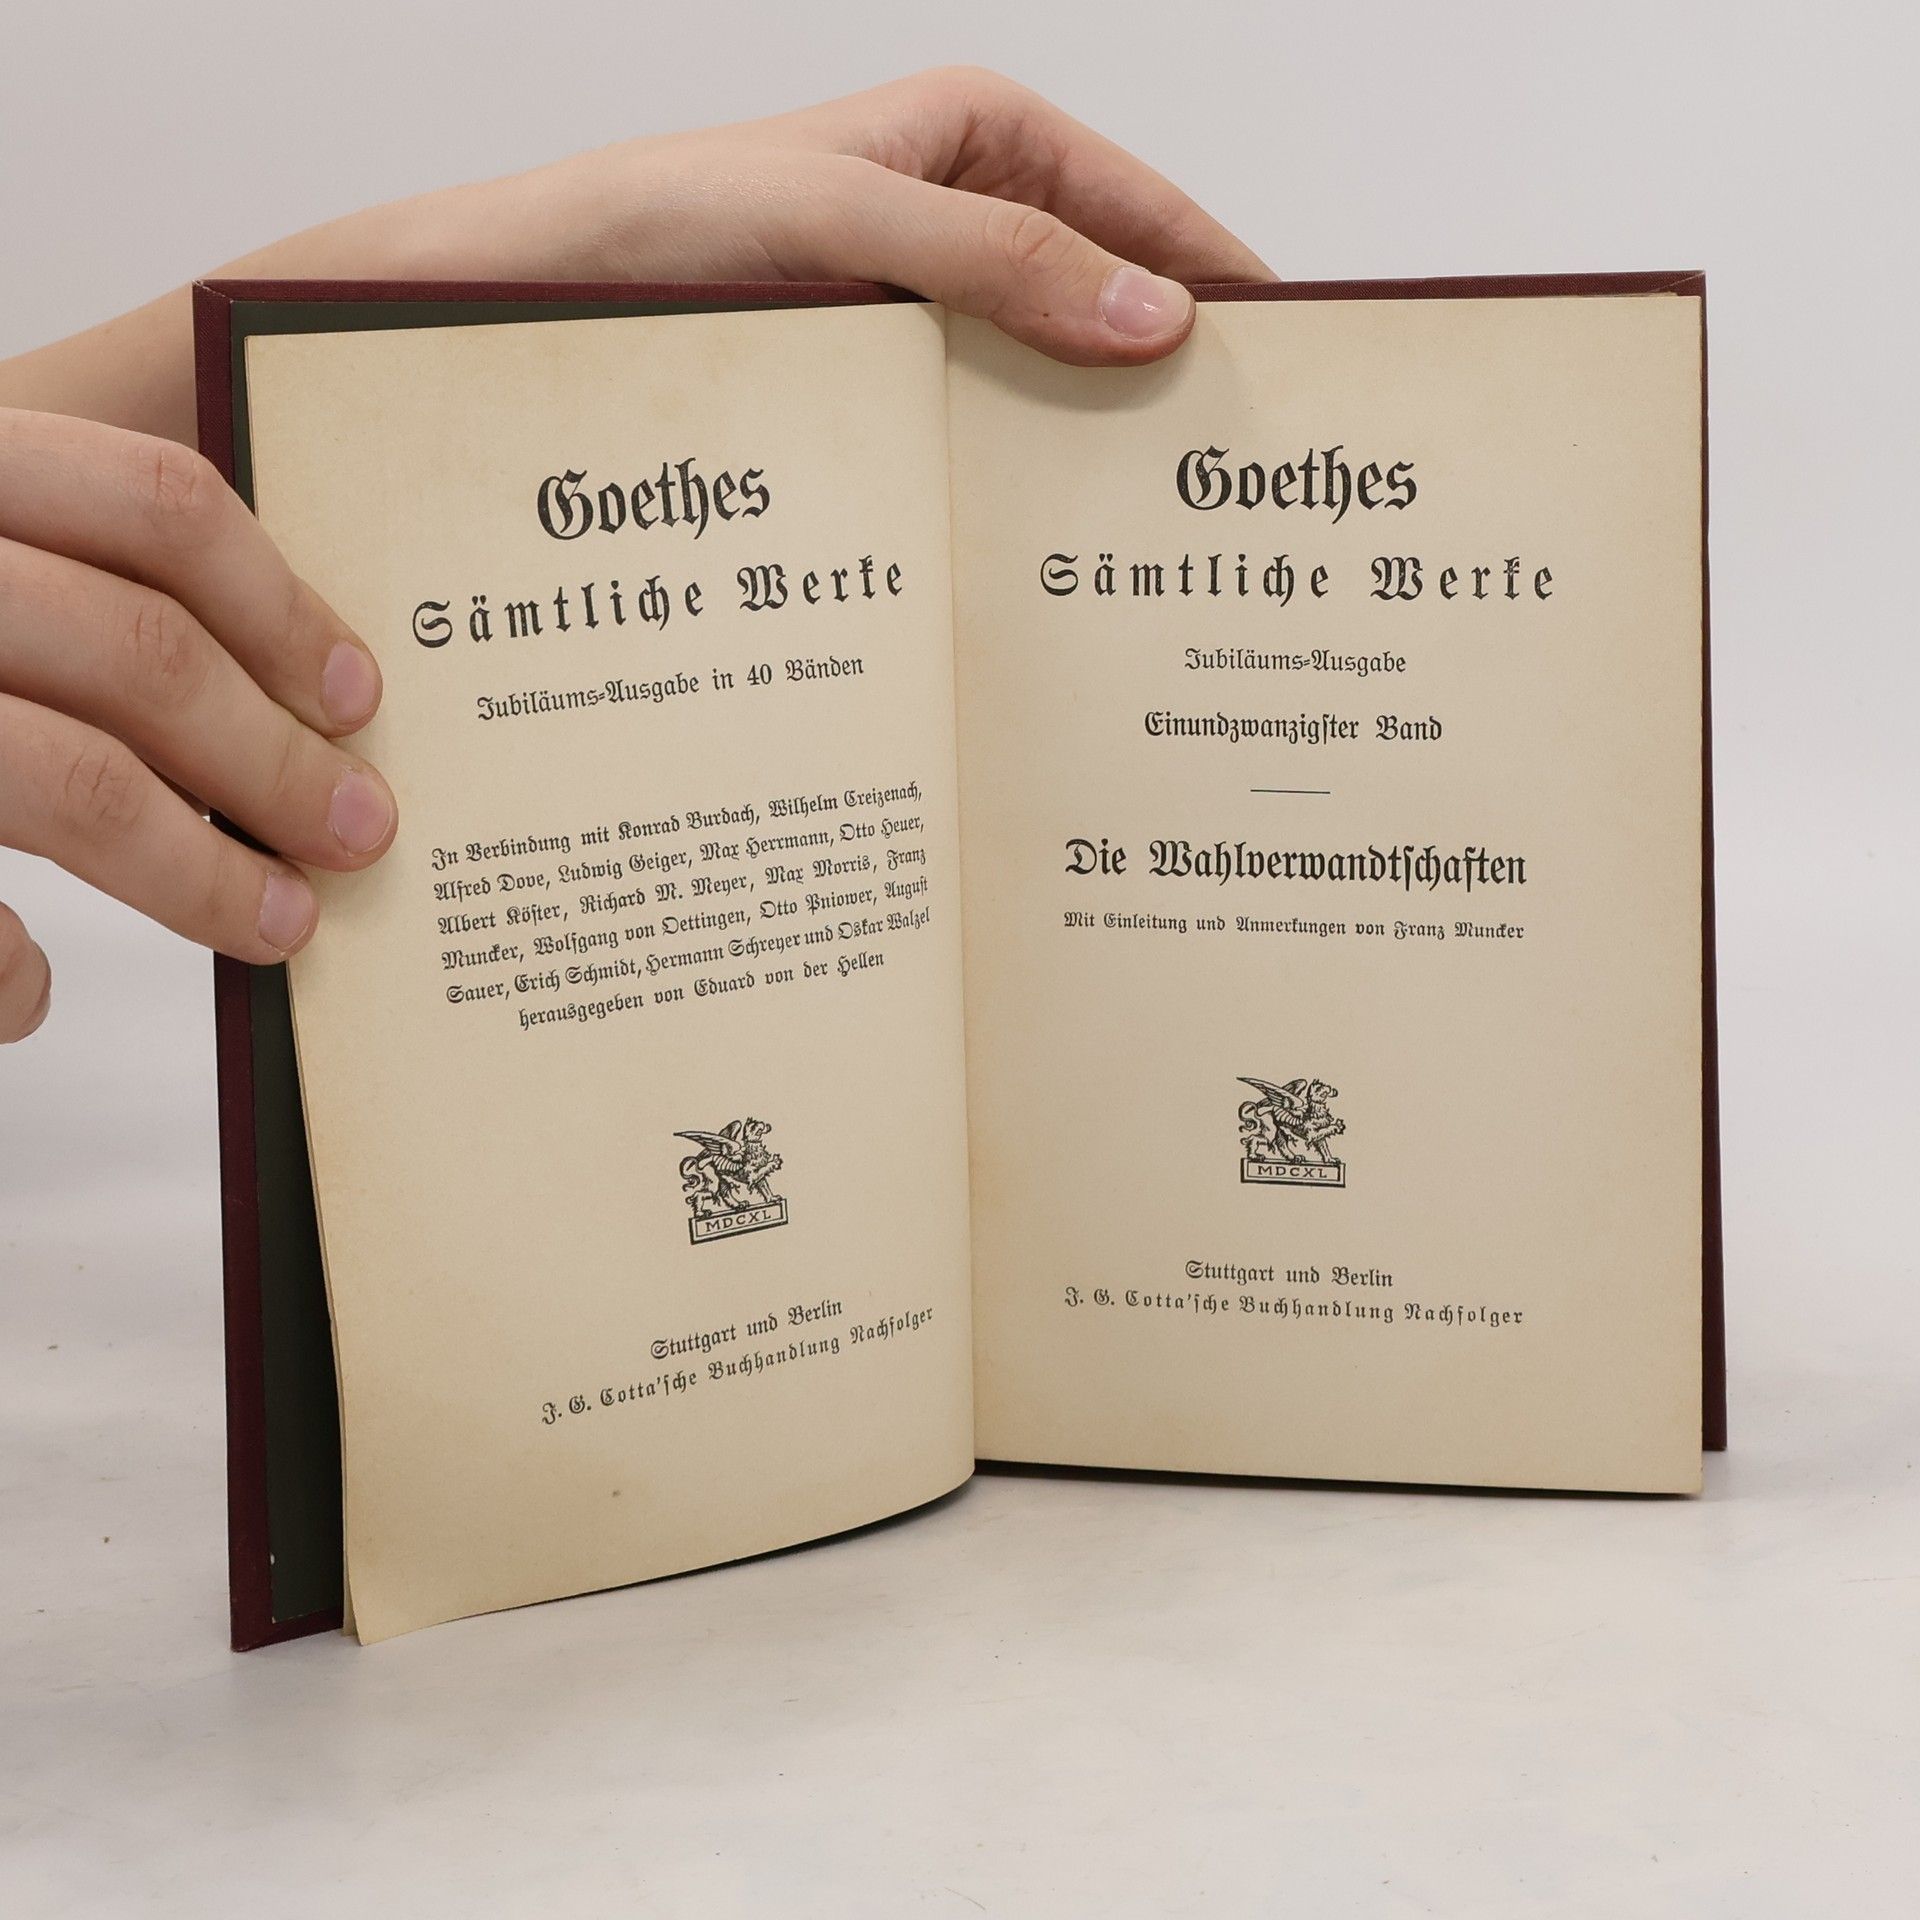 Goethes
Sämtliche Werke
Jubiläums-Ausgabe in 40 Bänden
In Verbindung mit Konrad Burdach, Wilhelm Creizenach,
Alfred Dove, Ludwig Geiger, Max Herrmann, Otto Heuer,
Albert Köster, Richard M. Meyer, Max Morris, Franz
Muncker, Wolfgang von Oettingen, Otto Pniower, August
Sauer, Erich Schmidt, Hermann Schreyer und Oskar Walzel
herausgegeben von Eduard von der Hellen
MDCXL
Stuttgart und Berlin
J. G. Cotta'sche Buchhandlung Nachfolger
Goethes
Sämtliche Werke
Jubiläums-Ausgabe
Einundzwanzigster Band
Die Wahlverwandtschaften
Mit Einleitung und Anmerkungen von Franz Muncker
MDCXL
Stuttgart und Berlin
J. G. Cotta'sche Buchhandlung Nachfolger